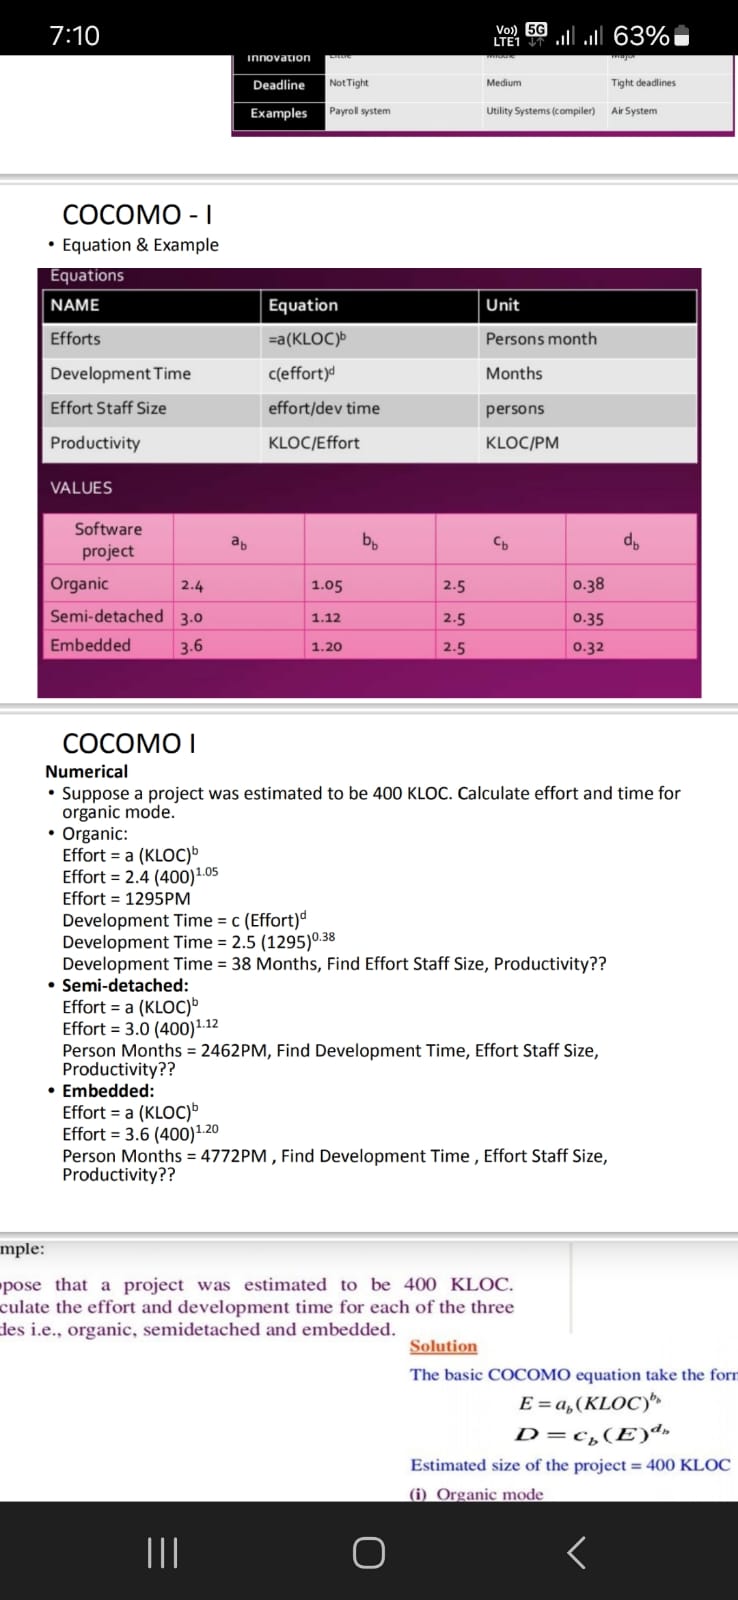 7:10
Vo)) 5G
LTE1 63%
Innovation Little Middle Major
Deadline Not Tight Medium Tight deadlines
Examples Payroll system Utility Systems (compiler) Air System
COCOMO - I
• Equation & Example
Equations
NAME Equation Unit
Efforts =a(KLOC)ᵇ Persons month
Development Time c(effort)ᵈ Months
Effort Staff Size effort/dev time persons
Productivity KLOC/Effort KLOC/PM
VALUES
Software
project a_b b_b c_b d_b
Organic 2.4 1.05 2.5 0.38
Semi-detached 3.0 1.12 2.5 0.35
Embedded 3.6 1.20 2.5 0.32
COCOMO I
Numerical
• Suppose a project was estimated to be 400 KLOC. Calculate effort and time for
organic mode.
• Organic:
Effort = a (KLOC)ᵇ
Effort = 2.4 (400)¹·⁰⁵
Effort = 1295PM
Development Time = c (Effort)ᵈ
Development Time = 2.5 (1295)⁰·³⁸
Development Time = 38 Months, Find Effort Staff Size, Productivity??
• Semi-detached:
Effort = a (KLOC)ᵇ
Effort = 3.0 (400)¹·¹²
Person Months = 2462PM, Find Development Time, Effort Staff Size,
Productivity??
• Embedded:
Effort = a (KLOC)ᵇ
Effort = 3.6 (400)¹·²⁰
Person Months = 4772PM , Find Development Time , Effort Staff Size,
Productivity??
mple:
pose that a project was estimated to be 400 KLOC.
culate the effort and development time for each of the three
des i.e., organic, semidetached and embedded.
Solution
The basic COCOMO equation take the form
E = a_b (KLOC)^b_b
D = c_b (E)^d_b
Estimated size of the project = 400 KLOC
(i) Organic mode